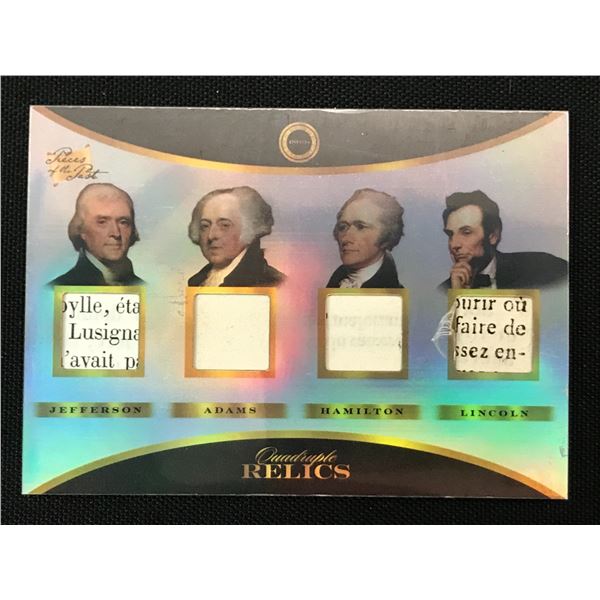 Pieces
of the
Past
ylle, éta
Lusigna
'avait pa
ourir où
faire de
ssez en-
JEFFERSON
ADAMS
HAMILTON
LINCOLN
Quadruple
RELICS